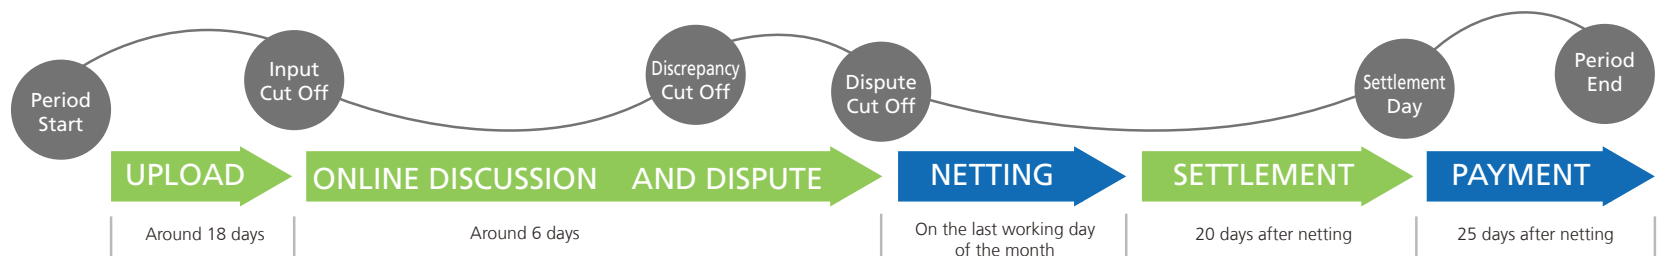 Period
Start
Input
Cut Off
Discrepancy
Cut Off
Dispute
Cut Off
Settlement
Day
Period
End
UPLOAD
ONLINE DISCUSSION AND DISPUTE
NETTING
SETTLEMENT
PAYMENT
Around 18 days
Around 6 days
On the last working day
of the month
20 days after netting
25 days after netting